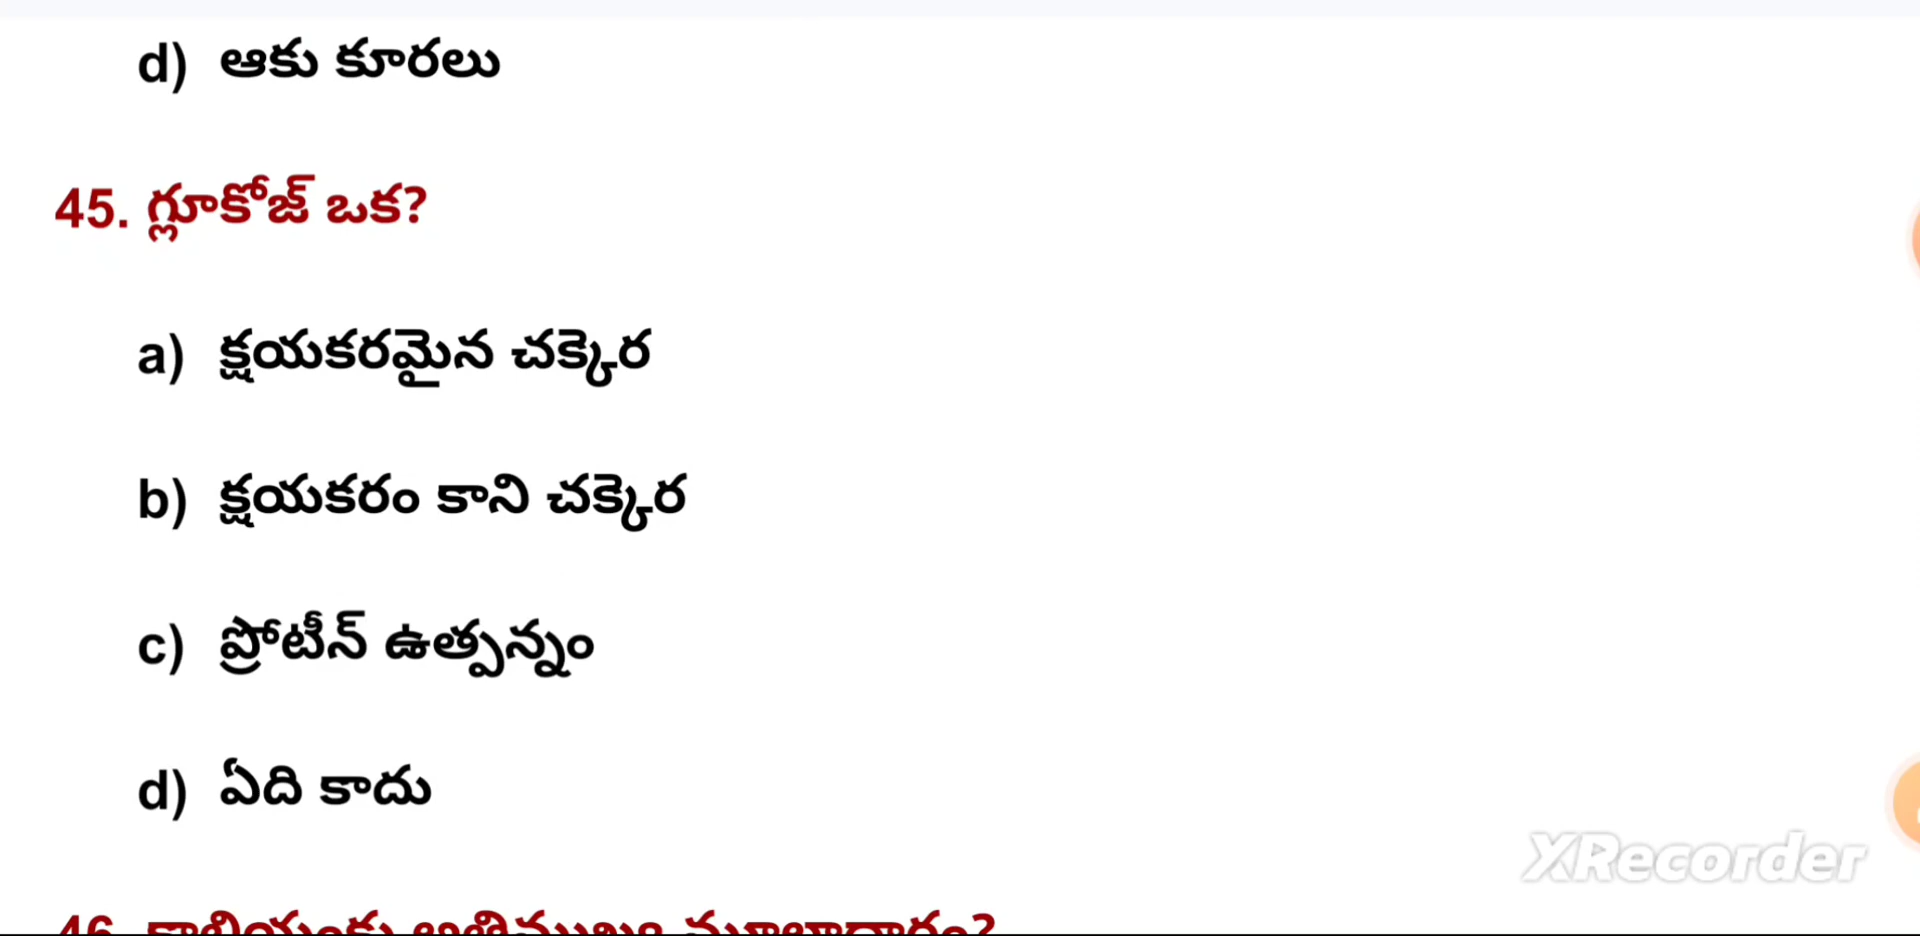 d) ఆకు కూరలు
45. గ్లూకోజ్ ఒక?
a) క్షయకరమైన చక్కెర
b) క్షయకరం కాని చక్కెర
c) ప్రోటీన్ ఉత్పన్నం
d) ఏది కాదు
XRecorder